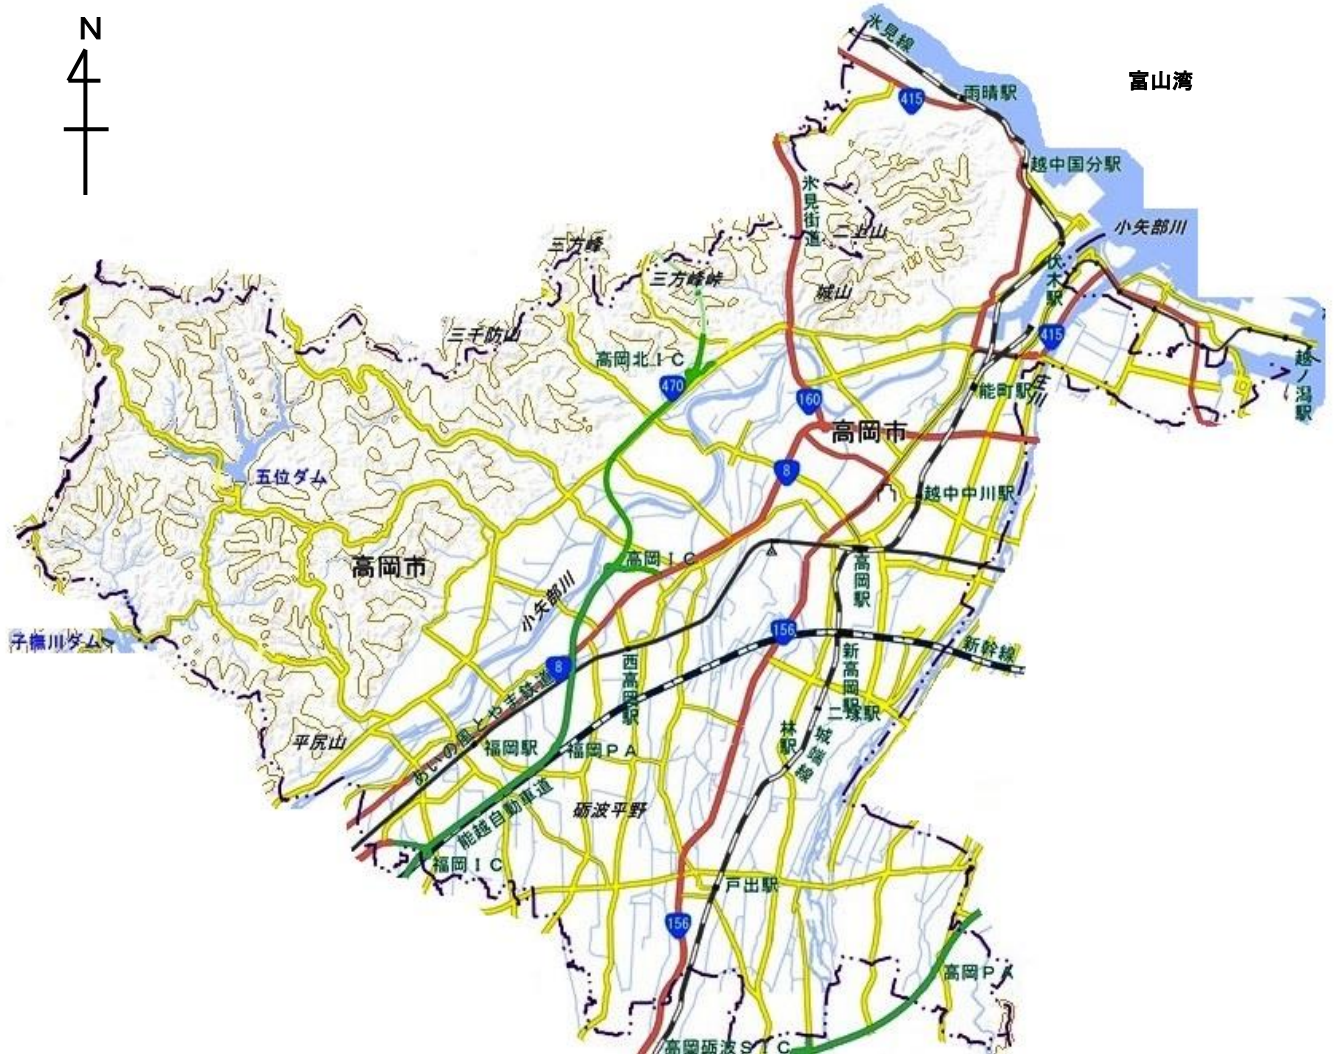 N
氷見線
富山湾
415
雨晴駅
越中国分駅
氷見街道
二上山
小矢部川
三方峰
三方峰峠
城山
伏木駅
三千防山
415
高岡北IC
470
越ノ潟駅
160
能町駅
庄川
高岡市
8
五位ダム
越中中川駅
高岡市
高岡IC
高岡駅
小矢部川
子撫川ダム
156
新幹線
8
西高岡駅
新高岡駅
あいの風とやま鉄道
二塚駅
平尻山
福岡駅
福岡PA
林駅
城端線
砺波平野
能越自動車道
福岡IC
戸出駅
156
高岡PA
高岡砺波SIC